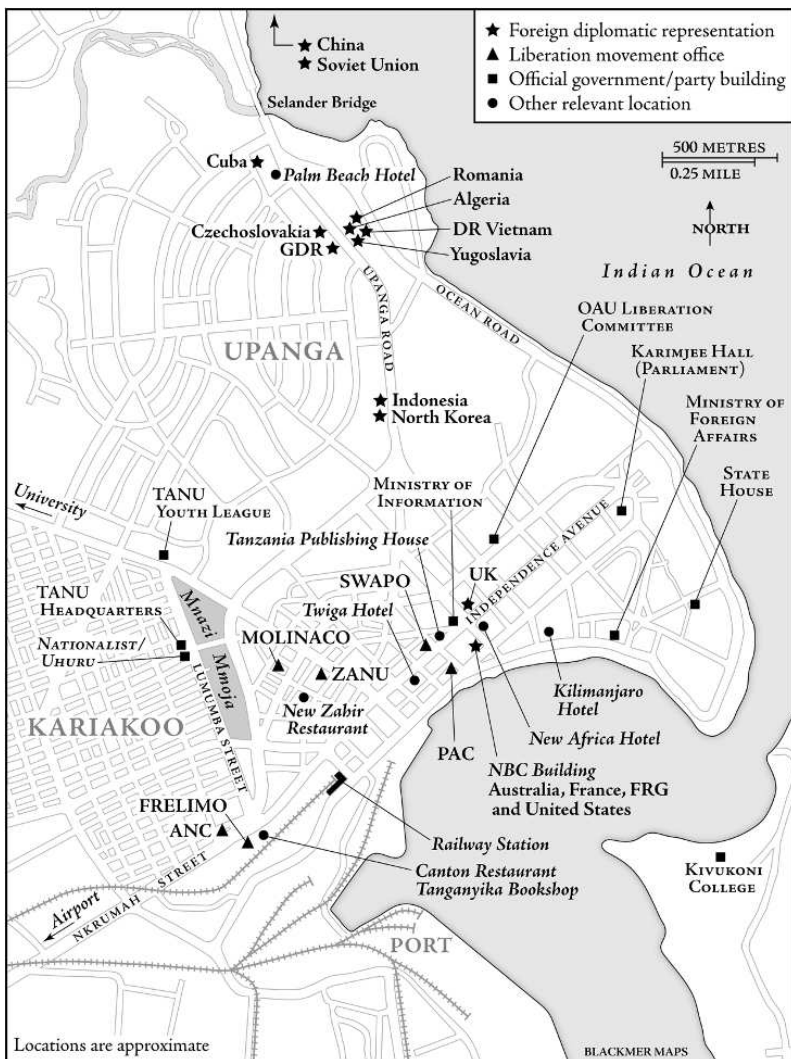 Foreign diplomatic representation
Liberation movement office
Official government/party building
Other relevant location
China
Soviet Union
Selander Bridge
500 METRES
0.25 MILE
NORTH
Cuba
Palm Beach Hotel
Romania
Algeria
Czechoslovakia
DR Vietnam
GDR
Yugoslavia
Indian Ocean
UPANGA ROAD
OCEAN ROAD
OAU LIBERATION
COMMITTEE
UPANGA
KARIMJEE HALL
(PARLIAMENT)
Indonesia
North Korea
MINISTRY OF
FOREIGN
AFFAIRS
STATE
HOUSE
University
TANU
YOUTH LEAGUE
MINISTRY OF
INFORMATION
Tanzania Publishing House
INDEPENDENCE AVENUE
UK
SWAPO
Twiga Hotel
TANU
HEADQUARTERS
NATIONALIST/
UHURU
Mnazi
Mmoja
MOLINACO
ZANU
New Zahir
Restaurant
KARIAKOO
LUMUMBA STREET
Kilimanjaro
Hotel
New Africa Hotel
PAC
NBC Building
Australia, France, FRG
and United States
FRELIMO
ANC
Railway Station
Canton Restaurant
Tanganyika Bookshop
KIVUKONI
COLLEGE
Airport
NKRUMAH STREET
PORT
Locations are approximate
BLACKMER MAPS